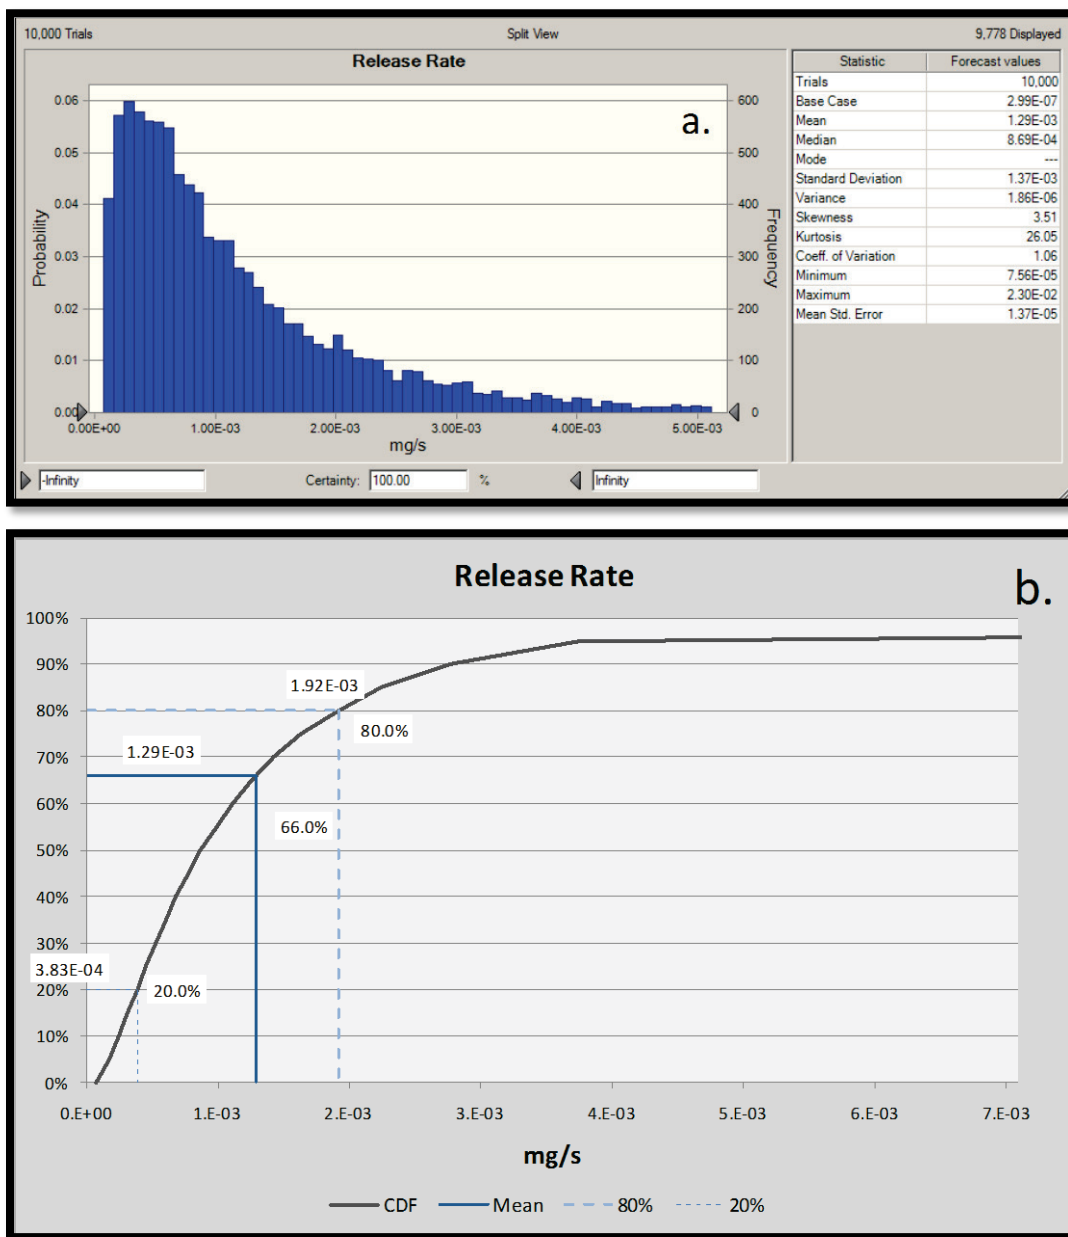 10,000 Trials Split View 9,778 Displayed
Release Rate
a.
Probability
0.06
0.05
0.04
0.03
0.02
0.01
0.00
600
500
400
300
200
100
0
Frequency
0.00E+00 1.00E-03 2.00E-03 3.00E-03 4.00E-03 5.00E-03
mg/s
Statistic Forecast values
Trials 10,000
Base Case 2.99E-07
Mean 1.29E-03
Median 8.69E-04
Mode ---
Standard Deviation 1.37E-03
Variance 1.86E-06
Skewness 3.51
Kurtosis 26.05
Coeff. of Variation 1.06
Minimum 7.56E-05
Maximum 2.30E-02
Mean Std. Error 1.37E-05
-Infinity Certainty: 100.00 % Infinity
Release Rate
b.
100%
90%
80%
70%
60%
50%
40%
30%
20%
10%
0%
1.92E-03
80.0%
1.29E-03
66.0%
3.83E-04
20.0%
0.E+00 1.E-03 2.E-03 3.E-03 4.E-03 5.E-03 6.E-03 7.E-03
mg/s
CDF Mean 80% 20%